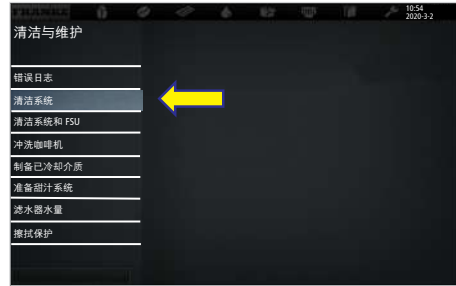 FRANKE
10:54
2020-3-2
清洁与维护
错误日志
清洁系统
清洁系统和 FSU
冲洗咖啡机
制备已冷却介质
准备甜汁系统
滤水器水量
擦拭保护